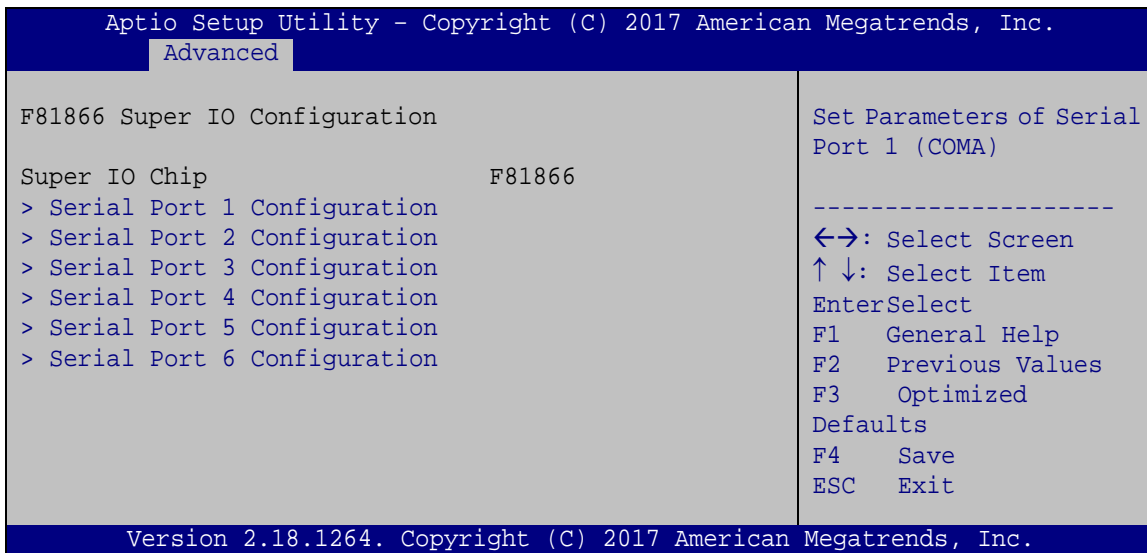 Aptio Setup Utility – Copyright (C) 2017 American Megatrends, Inc.
Advanced
F81866 Super IO Configuration
Super IO Chip F81866
> Serial Port 1 Configuration
> Serial Port 2 Configuration
> Serial Port 3 Configuration
> Serial Port 4 Configuration
> Serial Port 5 Configuration
> Serial Port 6 Configuration
Set Parameters of Serial
Port 1 (COMA)
---------------------
←→: Select Screen
↑ ↓: Select Item
EnterSelect
F1 General Help
F2 Previous Values
F3 Optimized
Defaults
F4 Save
ESC Exit
Version 2.18.1264. Copyright (C) 2017 American Megatrends, Inc.